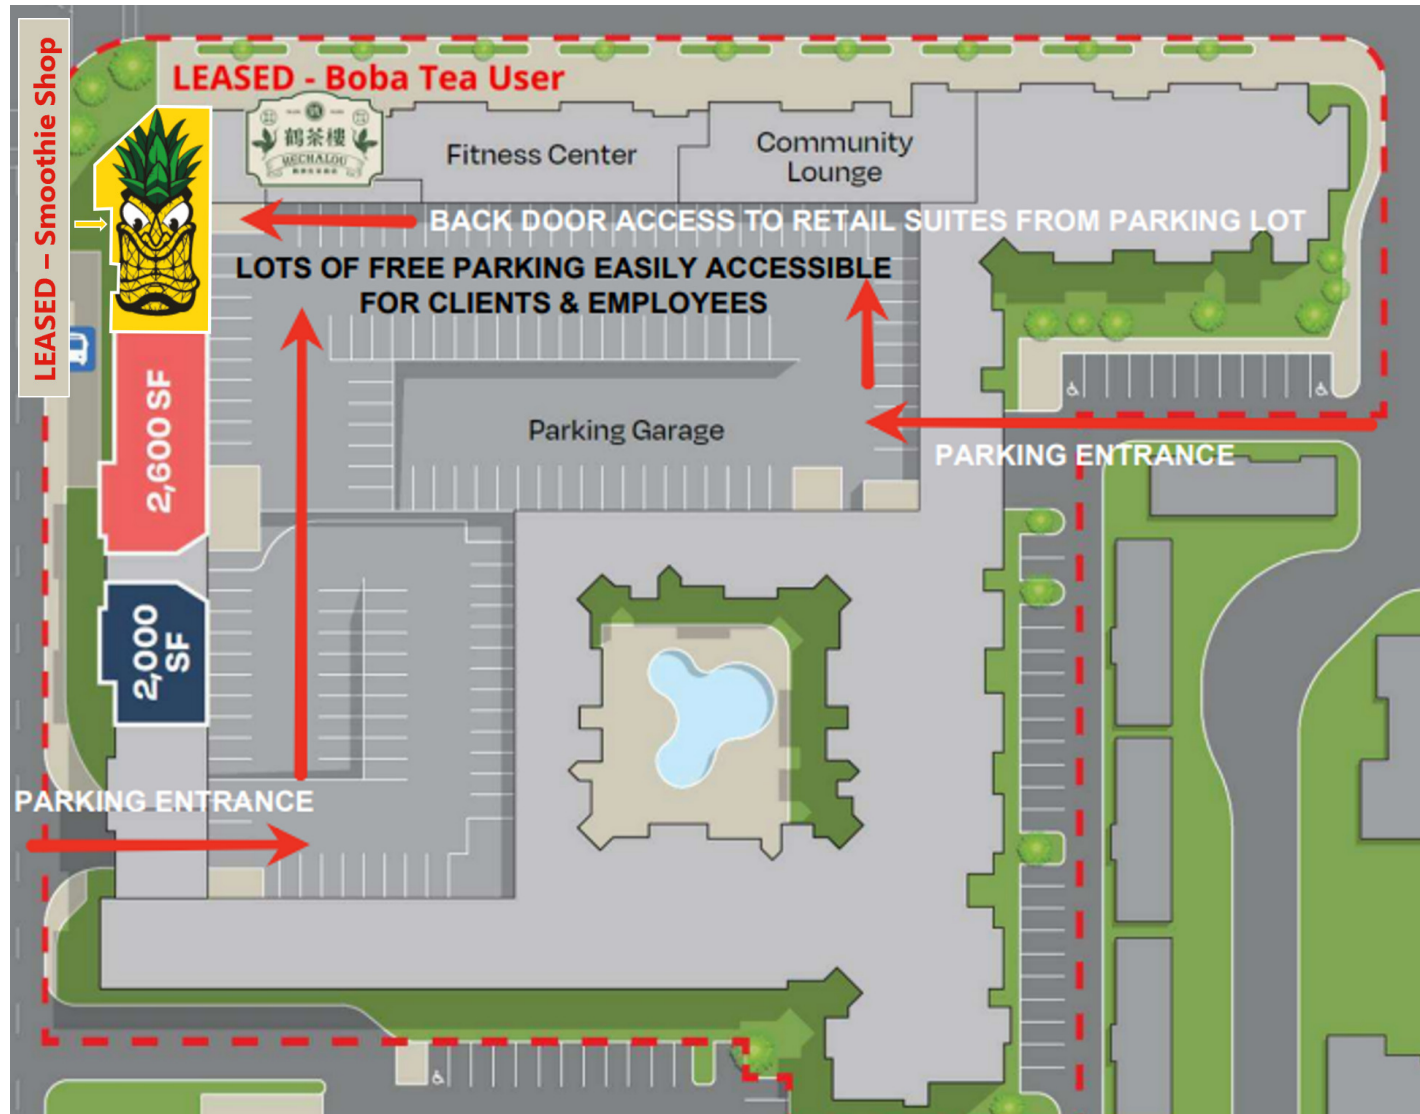 LEASED – Smoothie Shop
LEASED - Boba Tea User
鶴茶樓
HECHALOU
Fitness Center
Community
Lounge
BACK DOOR ACCESS TO RETAIL SUITES FROM PARKING LOT
LOTS OF FREE PARKING EASILY ACCESSIBLE
FOR CLIENTS & EMPLOYEES
2,600 SF
Parking Garage
PARKING ENTRANCE
2,000
SF
PARKING ENTRANCE